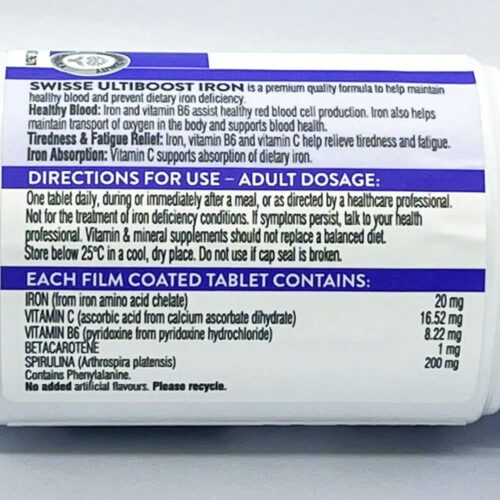 SWISSE ULTIBOOST IRON is a premium quality formula to help maintain
healthy blood and prevent dietary iron deficiency.
Healthy Blood: Iron and vitamin B6 assist healthy red blood cell production. Iron also helps
maintain transport of oxygen in the body and supports blood health.
Tiredness & Fatigue Relief: Iron, vitamin B6 and vitamin C help relieve tiredness and fatigue.
Iron Absorption: Vitamin C supports absorption of dietary iron.
DIRECTIONS FOR USE – ADULT DOSAGE:
One tablet daily, during or immediately after a meal, or as directed by a healthcare professional.
Not for the treatment of iron deficiency conditions. If symptoms persist, talk to your health
professional. Vitamin & mineral supplements should not replace a balanced diet.
Store below 25°C in a cool, dry place. Do not use if cap seal is broken.
EACH FILM COATED TABLET CONTAINS:
IRON (from iron amino acid chelate) 20 mg
VITAMIN C (ascorbic acid from calcium ascorbate dihydrate) 16.52 mg
VITAMIN B6 (pyridoxine from pyridoxine hydrochloride) 8.22 mg
BETACAROTENE 1 mg
SPIRULINA (Arthrospira platensis) 200 mg
Contains Phenylalanine.
No added artificial flavours. Please recycle.